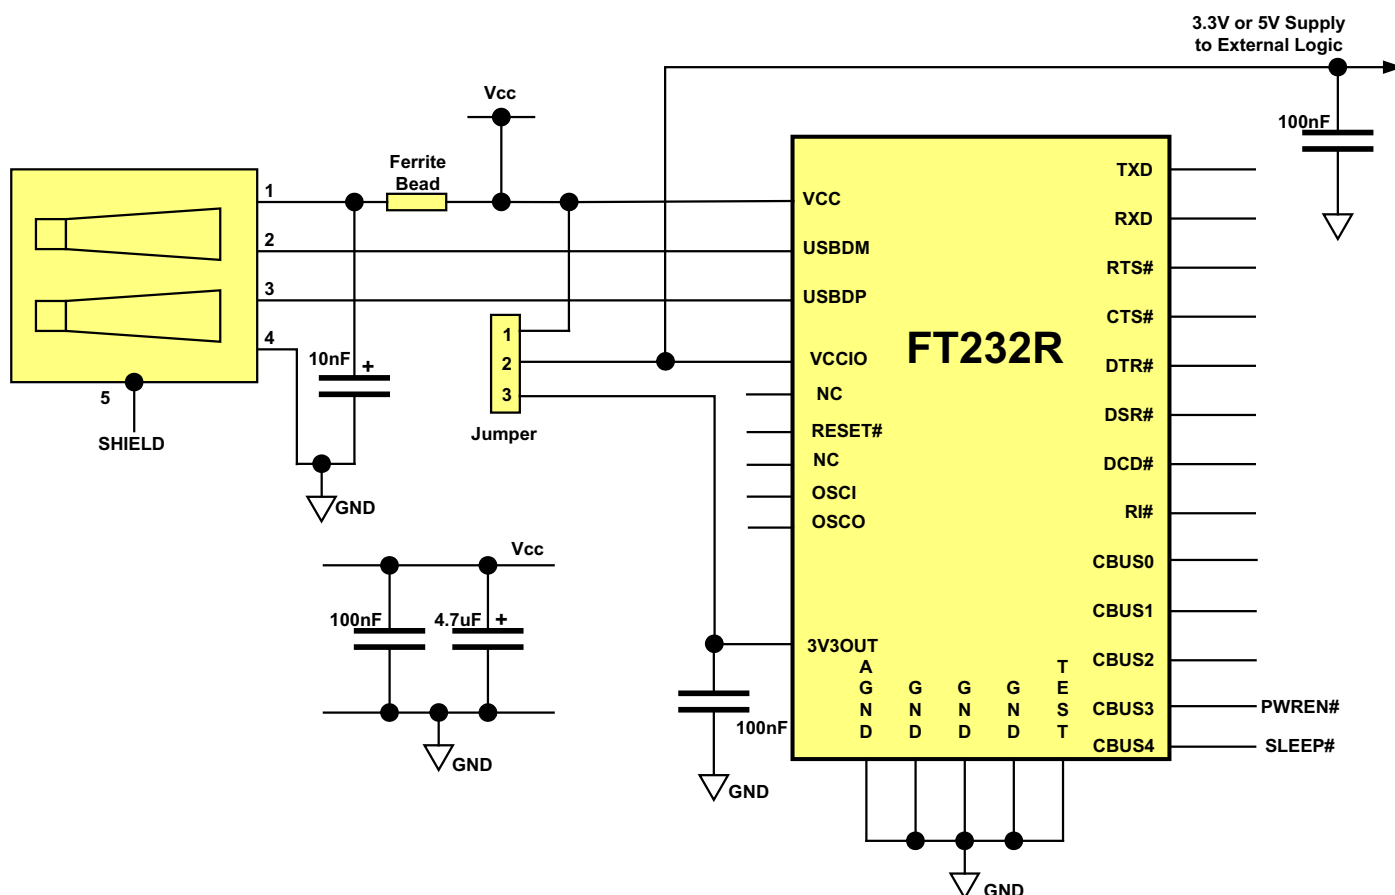 3.3V or 5V Supply
to External Logic
Vcc
100nF
Ferrite
Bead
1
2
3
4
5
SHIELD
10nF
+
GND
1
2
3
Jumper
Vcc
100nF
4.7uF
+
GND
100nF
GND
FT232R
VCC
USBDM
USBDP
VCCIO
NC
RESET#
NC
OSCI
OSCO
3V3OUT
AGND
GND
GND
GND
TEST
GND
TXD
RXD
RTS#
CTS#
DTR#
DSR#
DCD#
RI#
CBUS0
CBUS1
CBUS2
CBUS3
PWREN#
CBUS4
SLEEP#